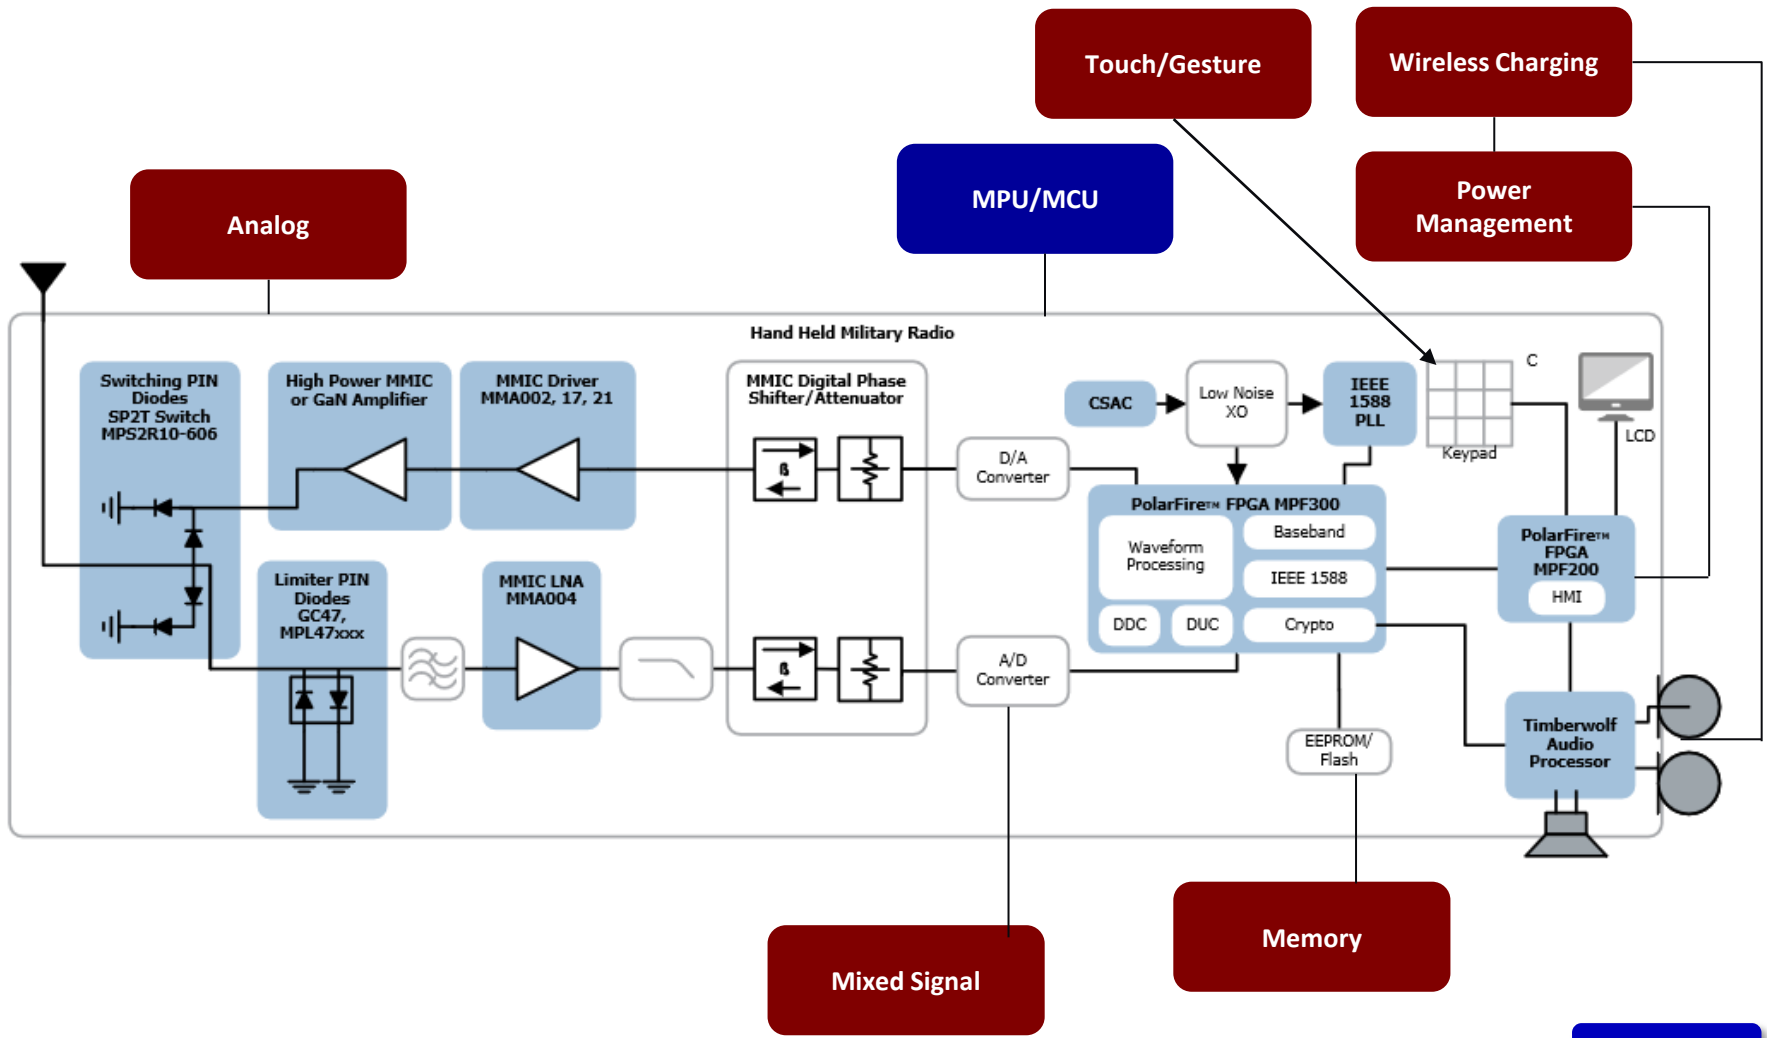 Touch/Gesture
Wireless Charging
MPU/MCU
Power
Management
Analog
Hand Held Military Radio
Switching PIN
Diodes
SP2T Switch
MPS2R10-606
High Power MMIC
or GaN Amplifier
MMIC Driver
MMA002, 17, 21
MMIC Digital Phase
Shifter/Attenuator
ß
D/A
Converter
CSAC
Low Noise
XO
IEEE
1588
PLL
C
Keypad
LCD
PolarFire™ FPGA MPF300
Waveform
Processing
Baseband
IEEE 1588
DDC
DUC
Crypto
PolarFire™
FPGA
MPF200
HMI
Limiter PIN
Diodes
GC47,
MPL47xxx
MMIC LNA
MMA004
ß
A/D
Converter
EEPROM/
Flash
Timberwolf
Audio
Processor
Memory
Mixed Signal